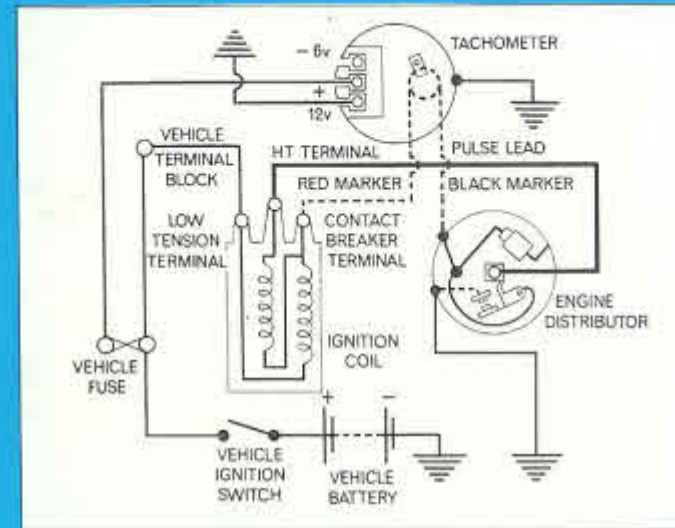 TACHOMETER
- 6v
+
12v
VEHICLE
TERMINAL
BLOCK
HT TERMINAL
PULSE LEAD
RED MARKER
BLACK MARKER
LOW
TENSION
TERMINAL
CONTACT
BREAKER
TERMINAL
ENGINE
DISTRIBUTOR
IGNITION
COIL
VEHICLE
FUSE
+
-
VEHICLE
IGNITION
SWITCH
VEHICLE
BATTERY